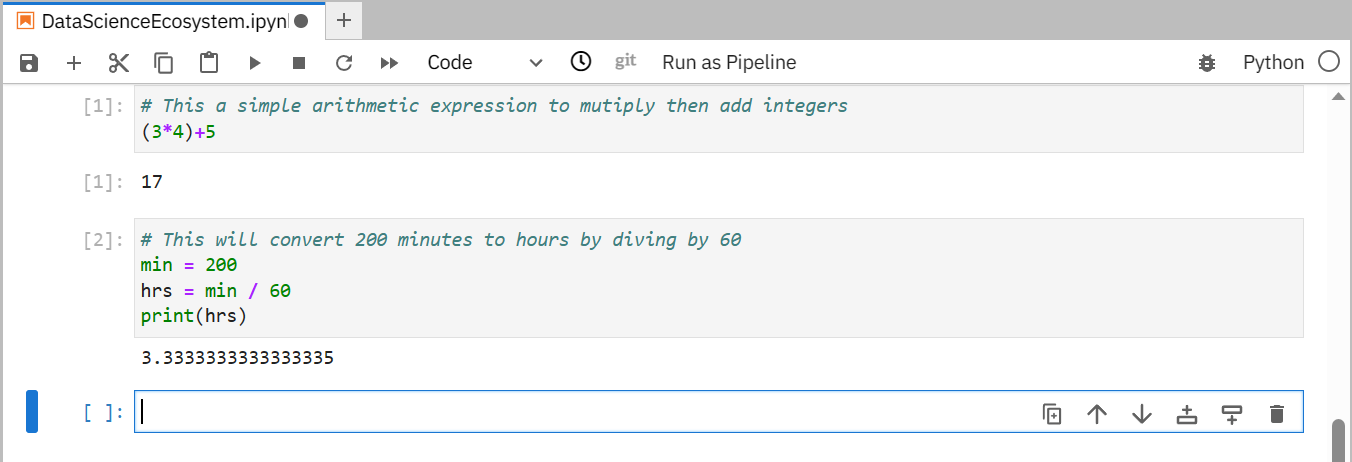 DataScienceEcosystem.ipyn
git
Code
Run as Pipeline
Python
[1]: # This a simple arithmetic expression to mutiply then add integers
(3*4)+5
[1]: 17
[2]: # This will convert 200 minutes to hours by diving by 60
min = 200
hrs = min / 60
print(hrs)
3.3333333333333335
[ ]: